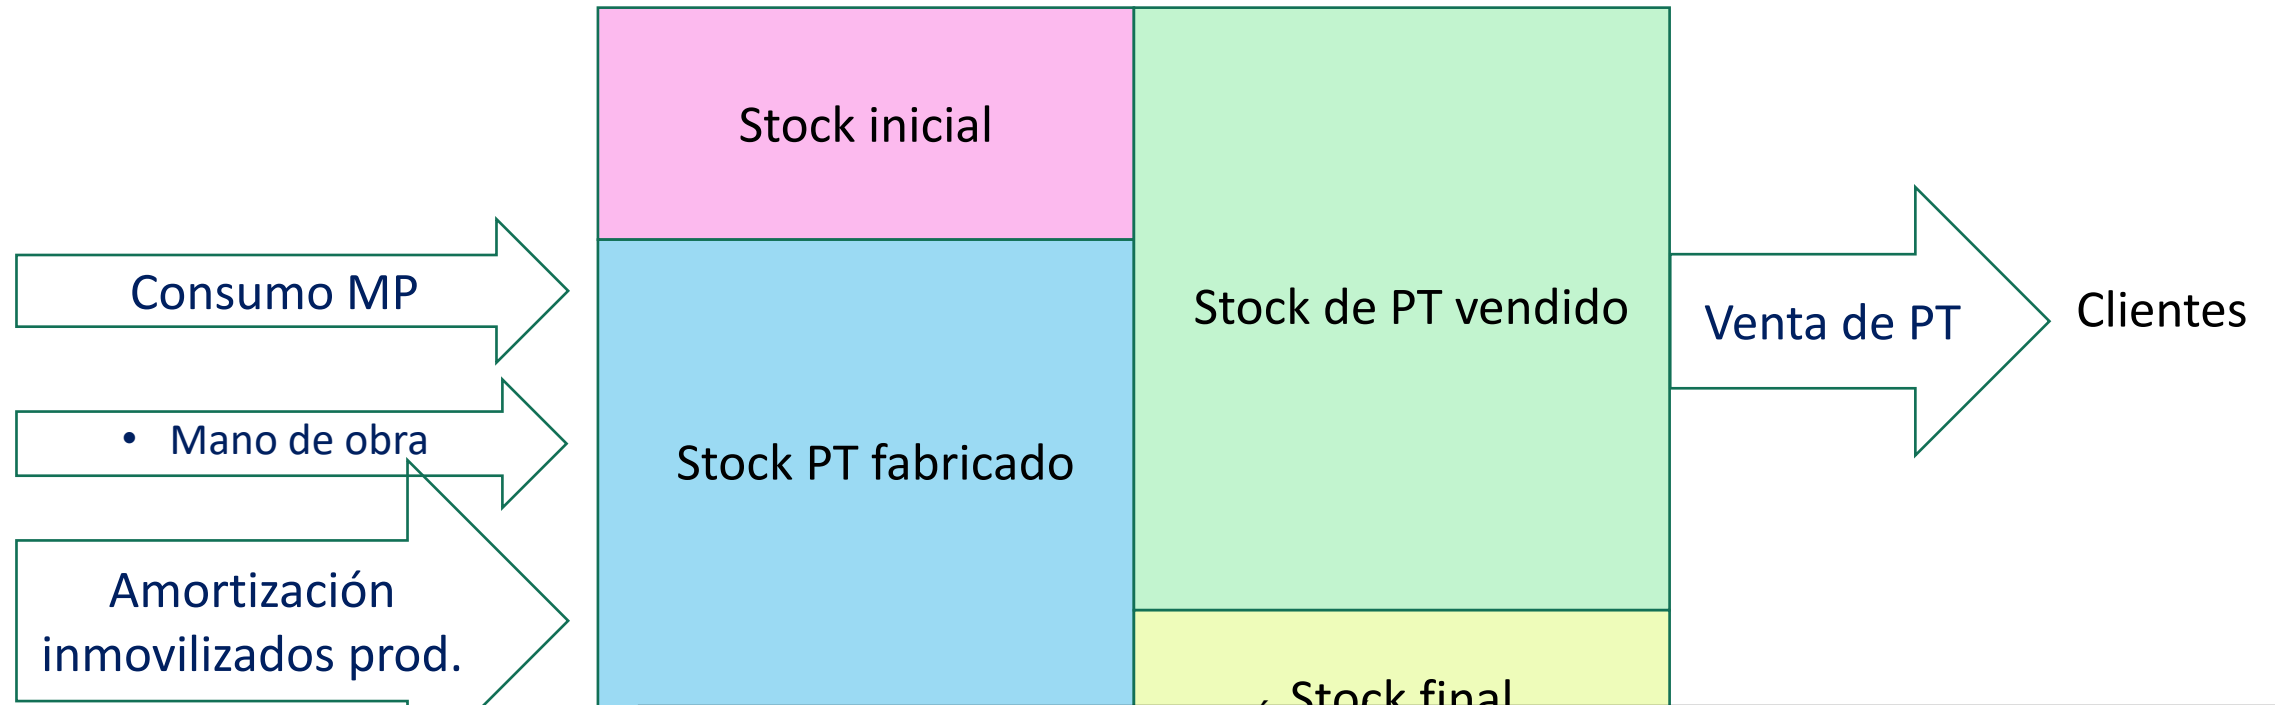 Stock inicial
Consumo MP
Stock de PT vendido
Venta de PT
Clientes
• Mano de obra
Stock PT fabricado
Amortización
inmovilizados prod.
Stock final